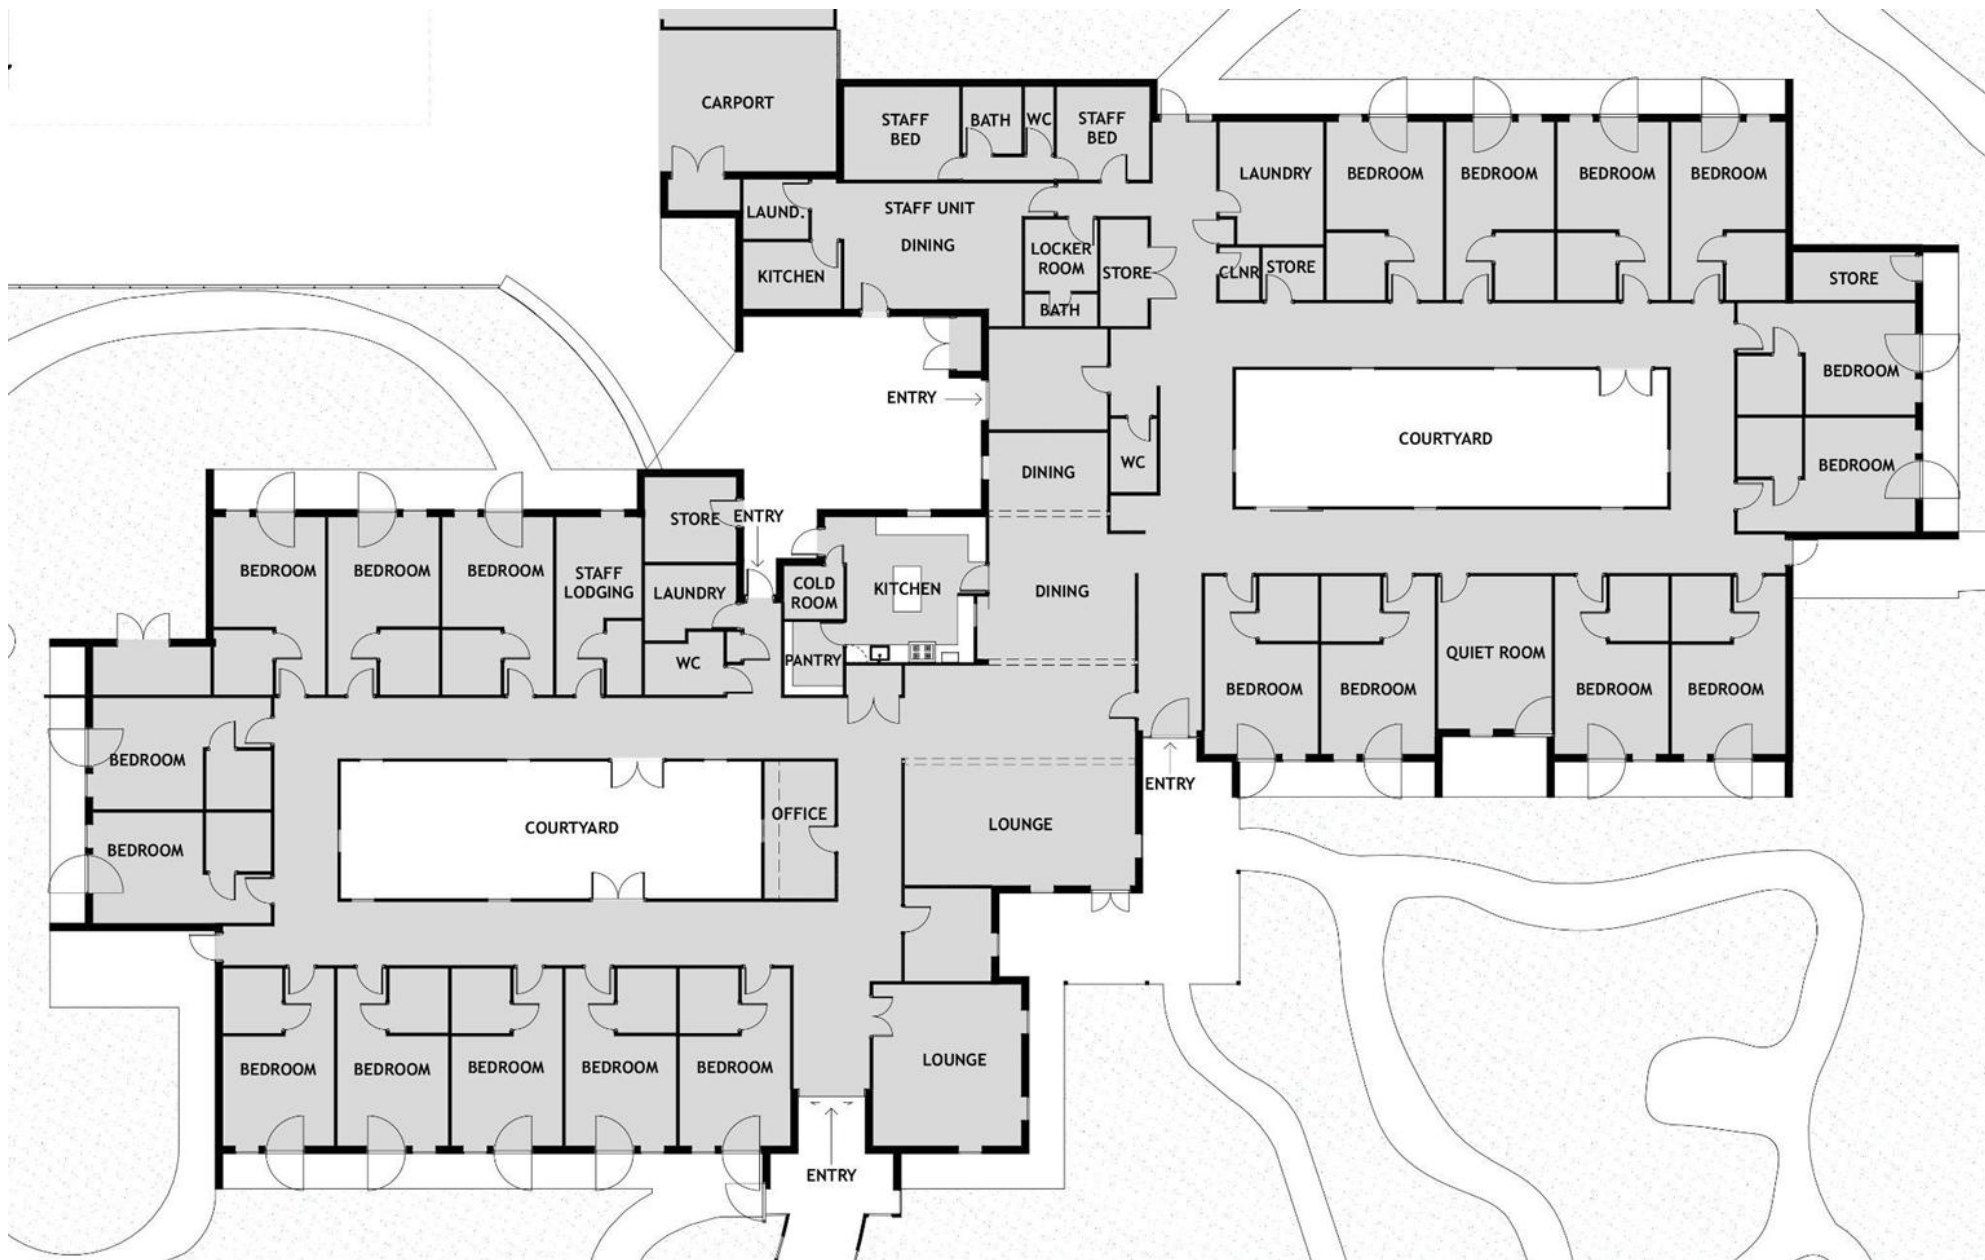 CARPORT
STAFF
BED
BATH
WC
STAFF
BED
LAUNDRY
BEDROOM
BEDROOM
BEDROOM
BEDROOM
LAUND.
STAFF UNIT
DINING
KITCHEN
LOCKER
ROOM
STORE
BATH
CLNR
STORE
STORE
ENTRY
BEDROOM
COURTYARD
BEDROOM
WC
DINING
STORE
ENTRY
BEDROOM
BEDROOM
BEDROOM
STAFF
LODGING
LAUNDRY
COLD
ROOM
KITCHEN
DINING
WC
PANTRY
QUIET ROOM
BEDROOM
BEDROOM
BEDROOM
BEDROOM
BEDROOM
ENTRY
COURTYARD
OFFICE
LOUNGE
BEDROOM
BEDROOM
BEDROOM
BEDROOM
BEDROOM
BEDROOM
LOUNGE
ENTRY